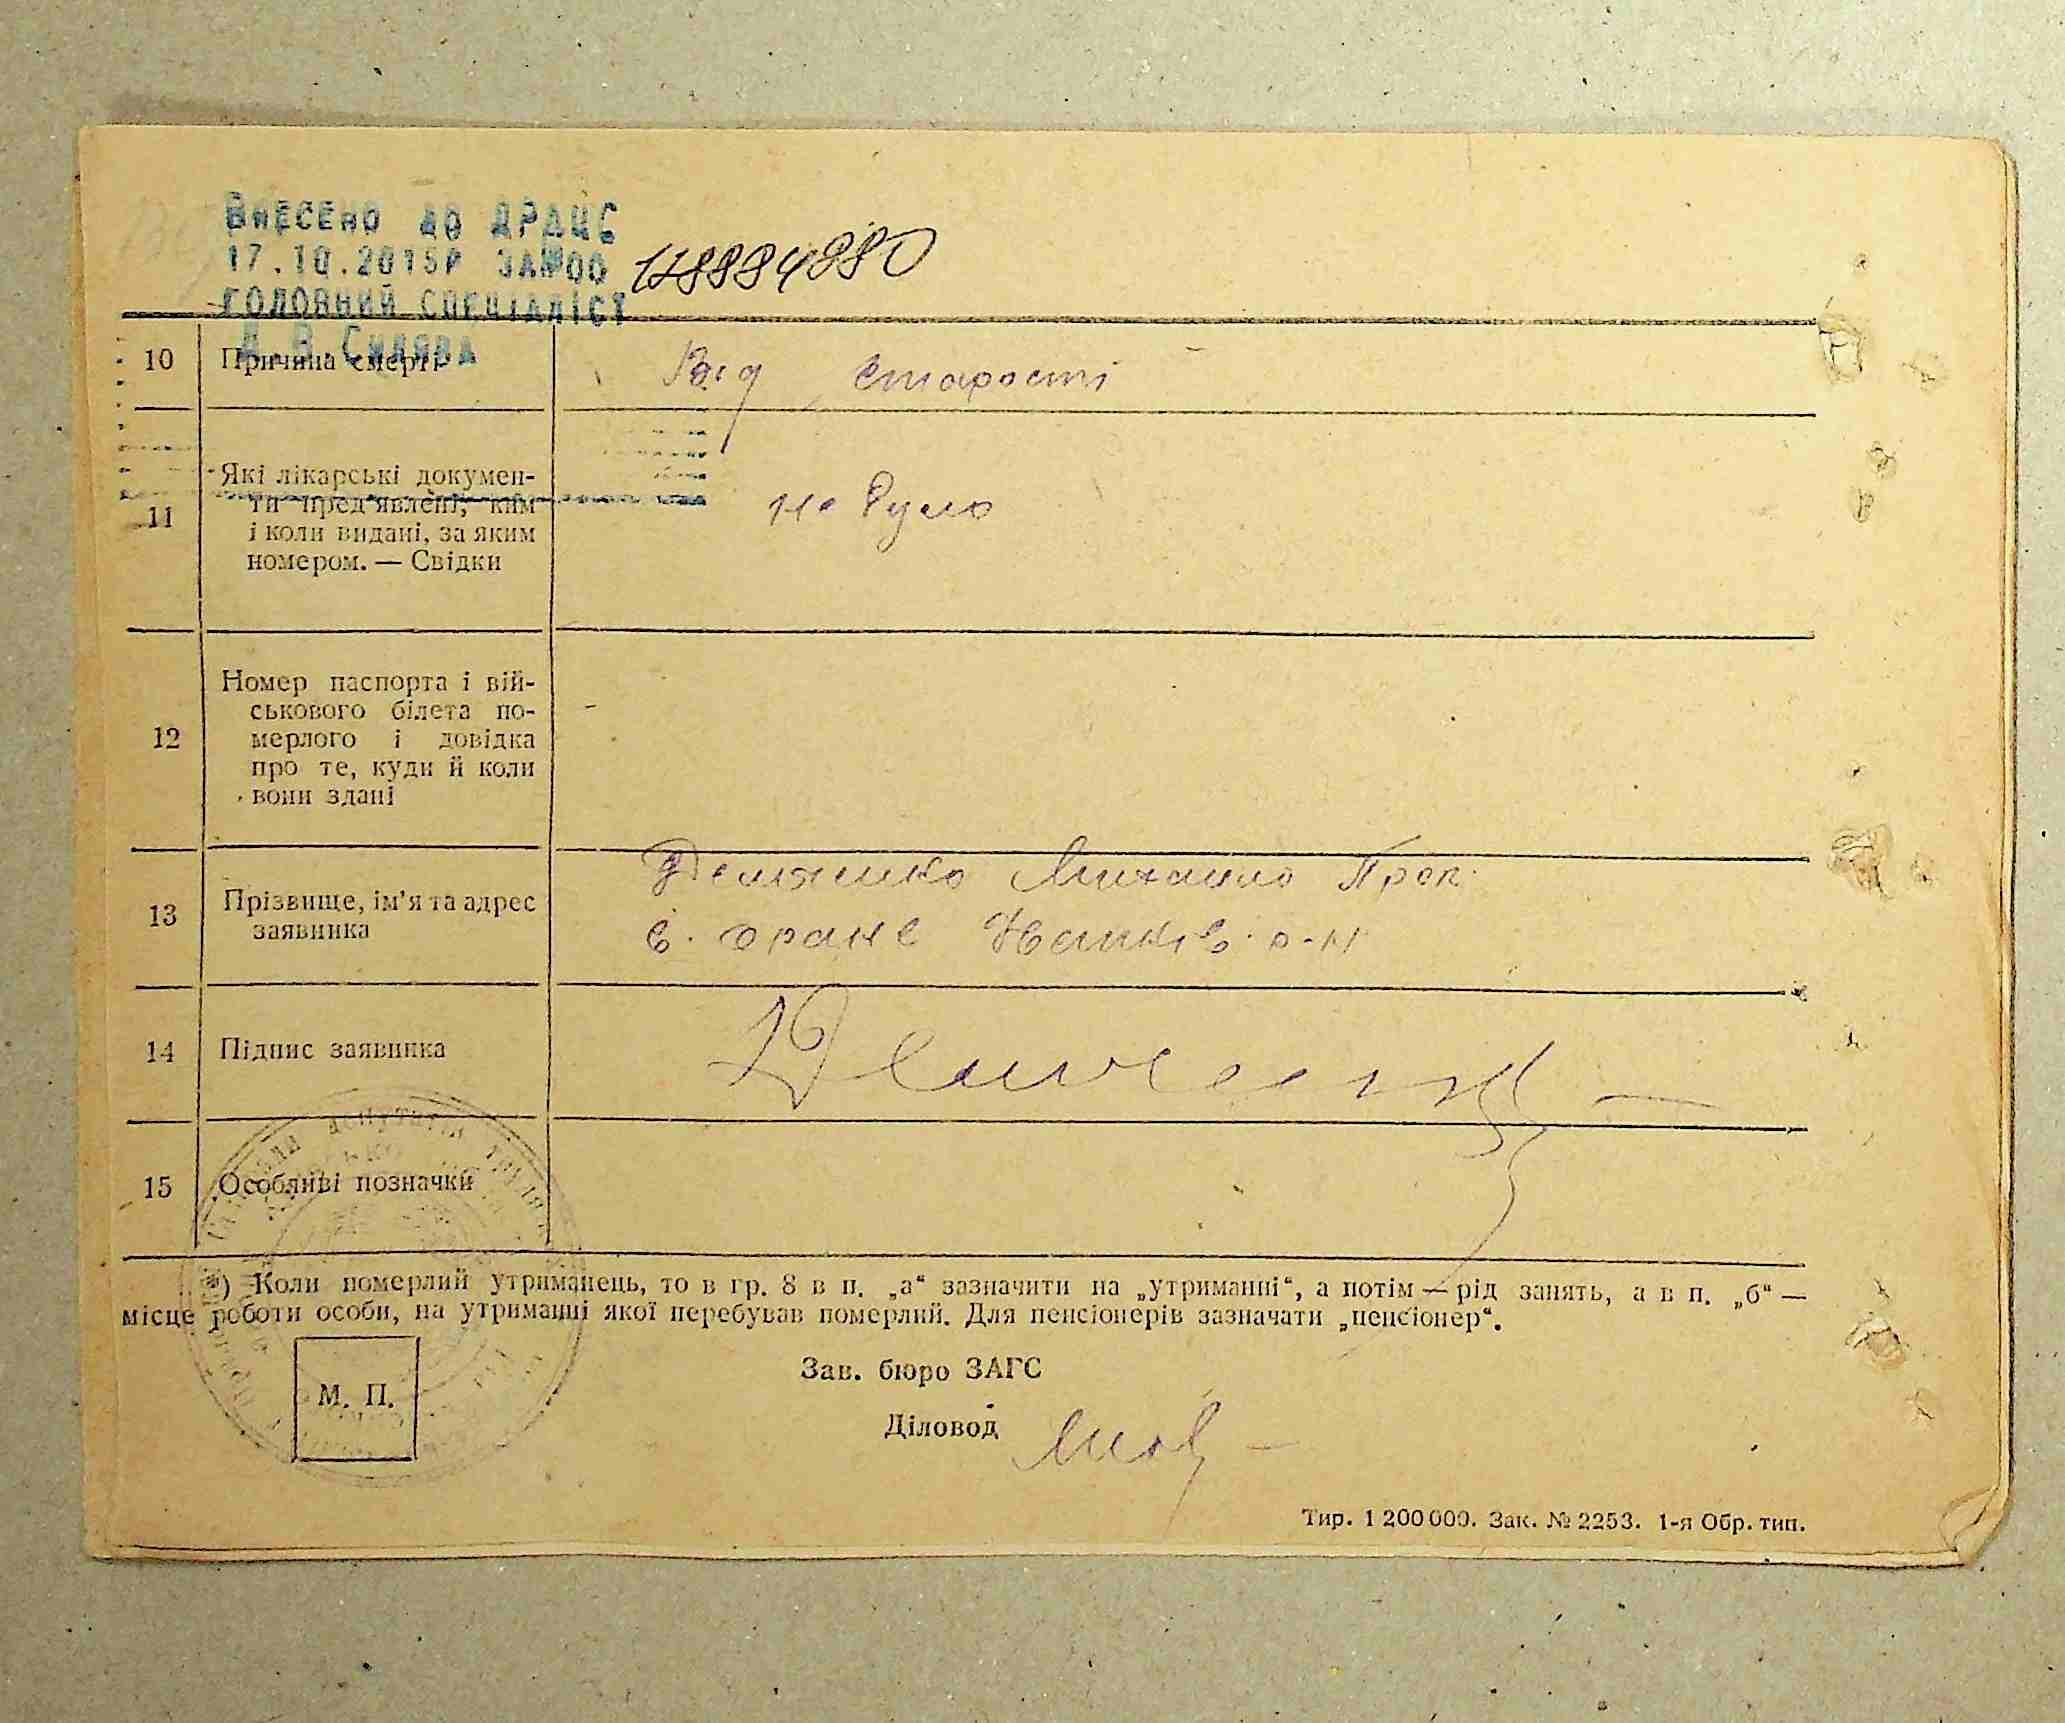 Внесено до ДРАЦС
17.10.2015р за№00 118884880
головний спеціаліст
10 Причина смерті Від старості
Які лікарські докумен-
ти пред'явлені, ким
11 не було
і коли видані, за яким
номером. — Свідки
Номер паспорта і вій-
ськового білета по-
12 мерлого і довідка
про те, куди й коли
вони здані
Михайло Проп.
13 Прізвище, ім'я та адрес
заявника
с. р-н
14 Підпис заявника
15 Особливі позначки
*) Коли померлий утриманець, то в гр. 8 в п. „а“ зазначити на „утриманні“, а потім — рід занять, а в п. „б“ —
місце роботи особи, на утриманні якої перебував померлий. Для пенсіонерів зазначати „пенсіонер“.
Зав. бюро ЗАГС
М. П.
Діловод
Тир. 1 200 000. Зак. № 2253. 1-я Обр. тип.